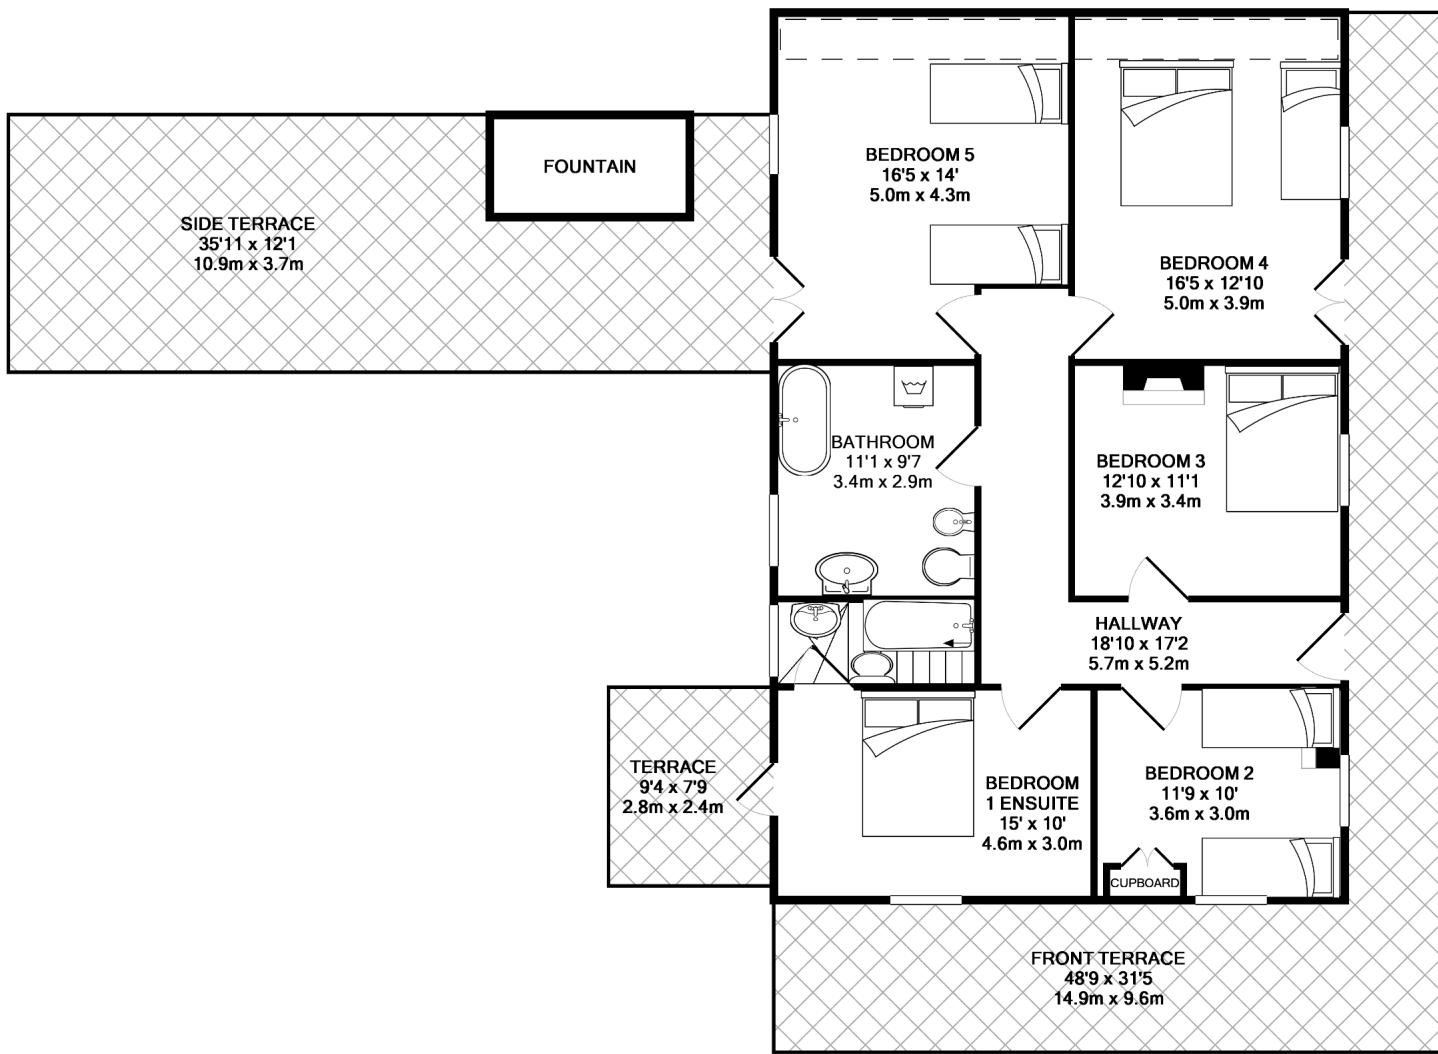 FOUNTAIN
SIDE TERRACE
35'11 x 12'1
10.9m x 3.7m
BEDROOM 5
16'5 x 14'
5.0m x 4.3m
BEDROOM 4
16'5 x 12'10
5.0m x 3.9m
BATHROOM
11'1 x 9'7
3.4m x 2.9m
BEDROOM 3
12'10 x 11'1
3.9m x 3.4m
HALLWAY
18'10 x 17'2
5.7m x 5.2m
TERRACE
9'4 x 7'9
2.8m x 2.4m
BEDROOM
1 ENSUITE
15' x 10'
4.6m x 3.0m
BEDROOM 2
11'9 x 10'
3.6m x 3.0m
CUPBOARD
FRONT TERRACE
48'9 x 31'5
14.9m x 9.6m